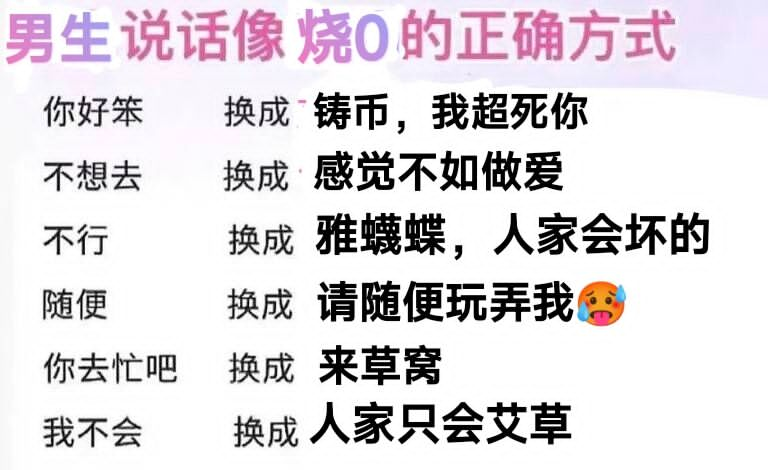 男生说话像烧0的正确方式
你好笨 换成 铸币，我超死你
不想去 换成 感觉不如做爱
不行 换成 雅蠛蝶，人家会坏的
随便 换成 请随便玩弄我🥵
你去忙吧 换成 来草窝
我不会 换成 人家只会艾草